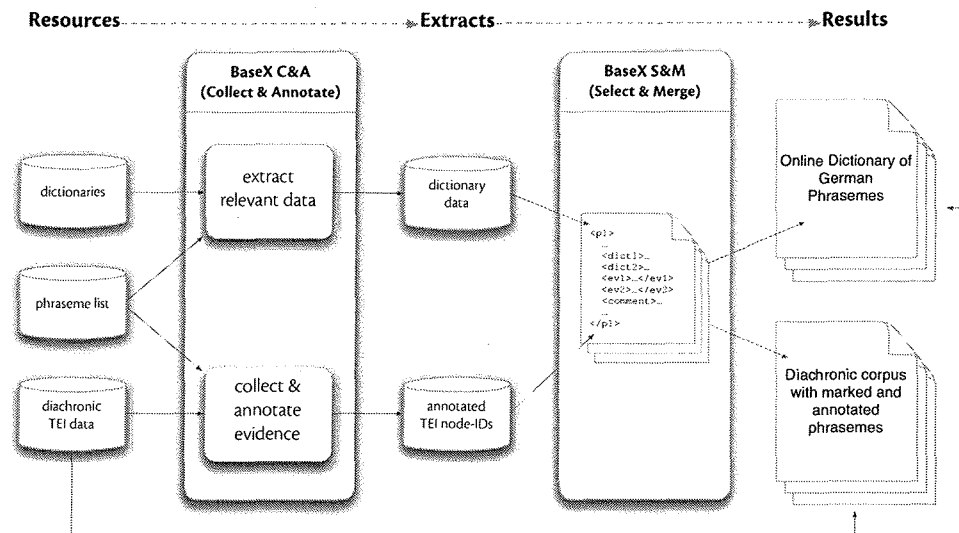 Resources
Extracts
Results
BaseX C&A
(Collect & Annotate)
BaseX S&M
(Select & Merge)
dictionaries
extract
relevant data
dictionary
data
phraseme list
diachronic
TEI data
collect &
annotate
evidence
annotated
TEI node-IDs
<p1>
...
<dict1>...
<dict2>...
<ev1>...</ev1>
<ev2>...</ev2>
<comment>...
...
</p1>
Online Dictionary of
German
Phrasemes
Diachronic corpus
with marked and
annotated
phrasemes